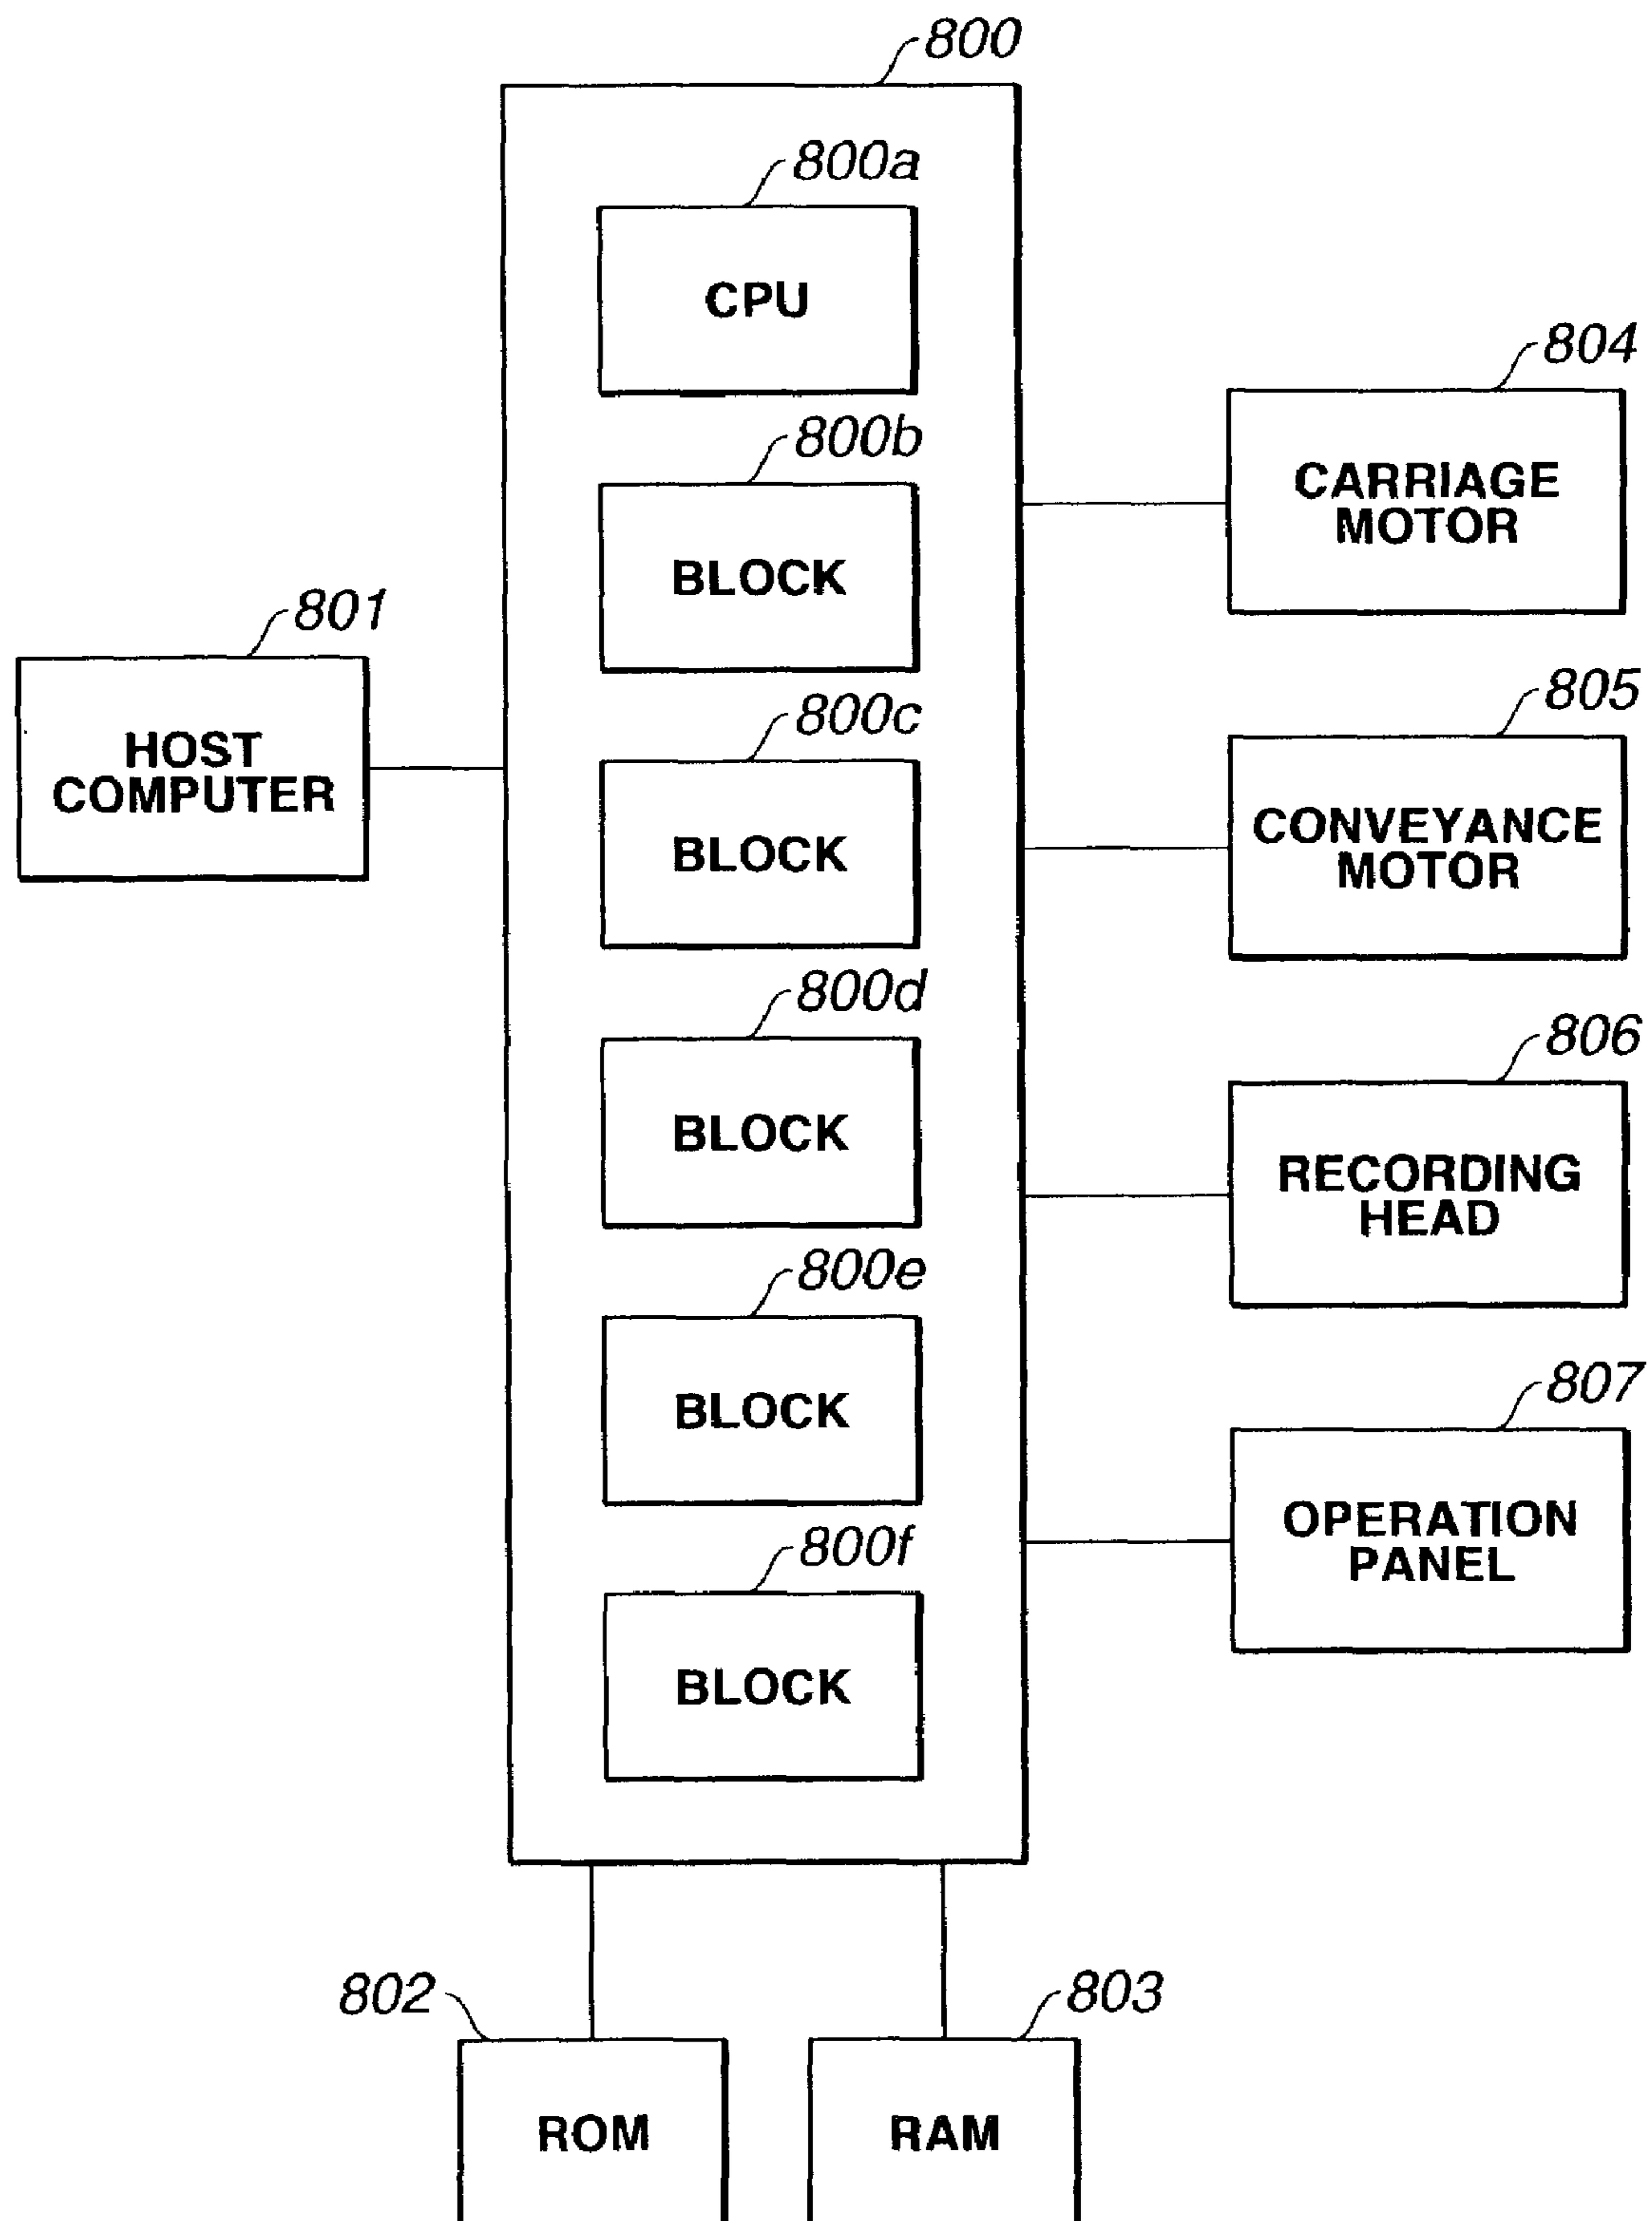 800
800a
CPU
800b
BLOCK
800c
BLOCK
800d
BLOCK
800e
BLOCK
800f
BLOCK
801
HOST
COMPUTER
804
CARRIAGE
MOTOR
805
CONVEYANCE
MOTOR
806
RECORDING
HEAD
807
OPERATION
PANEL
802
ROM
803
RAM